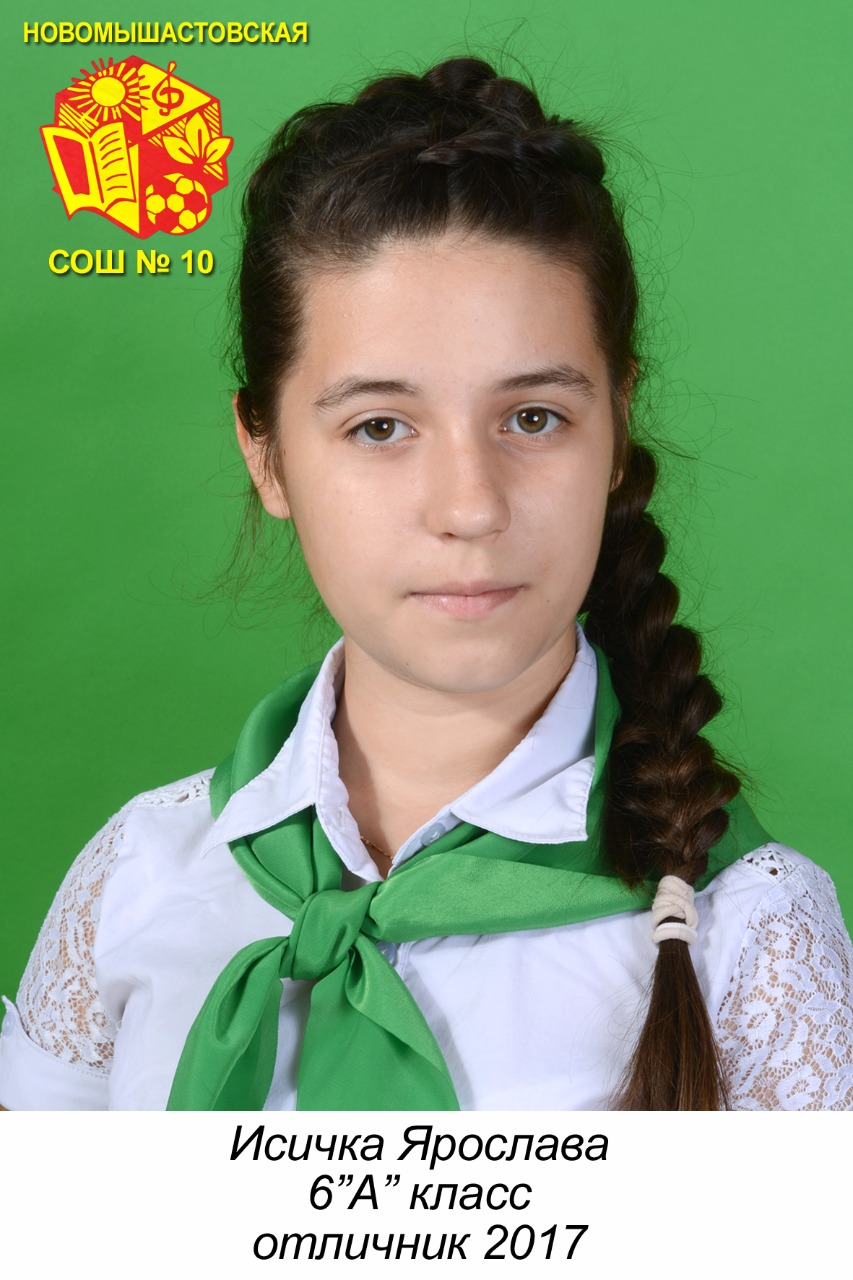 НОВОМЫШАСТОВСКАЯ
СОШ № 10
Исичка Ярослава
6”А” класс
отличник 2017